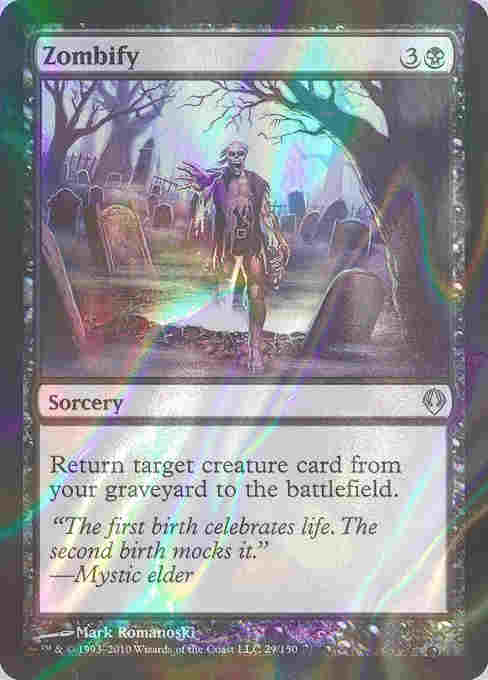 Zombify 3
Sorcery
Return target creature card from
your graveyard to the battlefield.
“The first birth celebrates life. The
second birth mocks it.”
—Mystic elder
Mark Romanoski
™ & © 1993–2010 Wizards of the Coast LLC 29/150